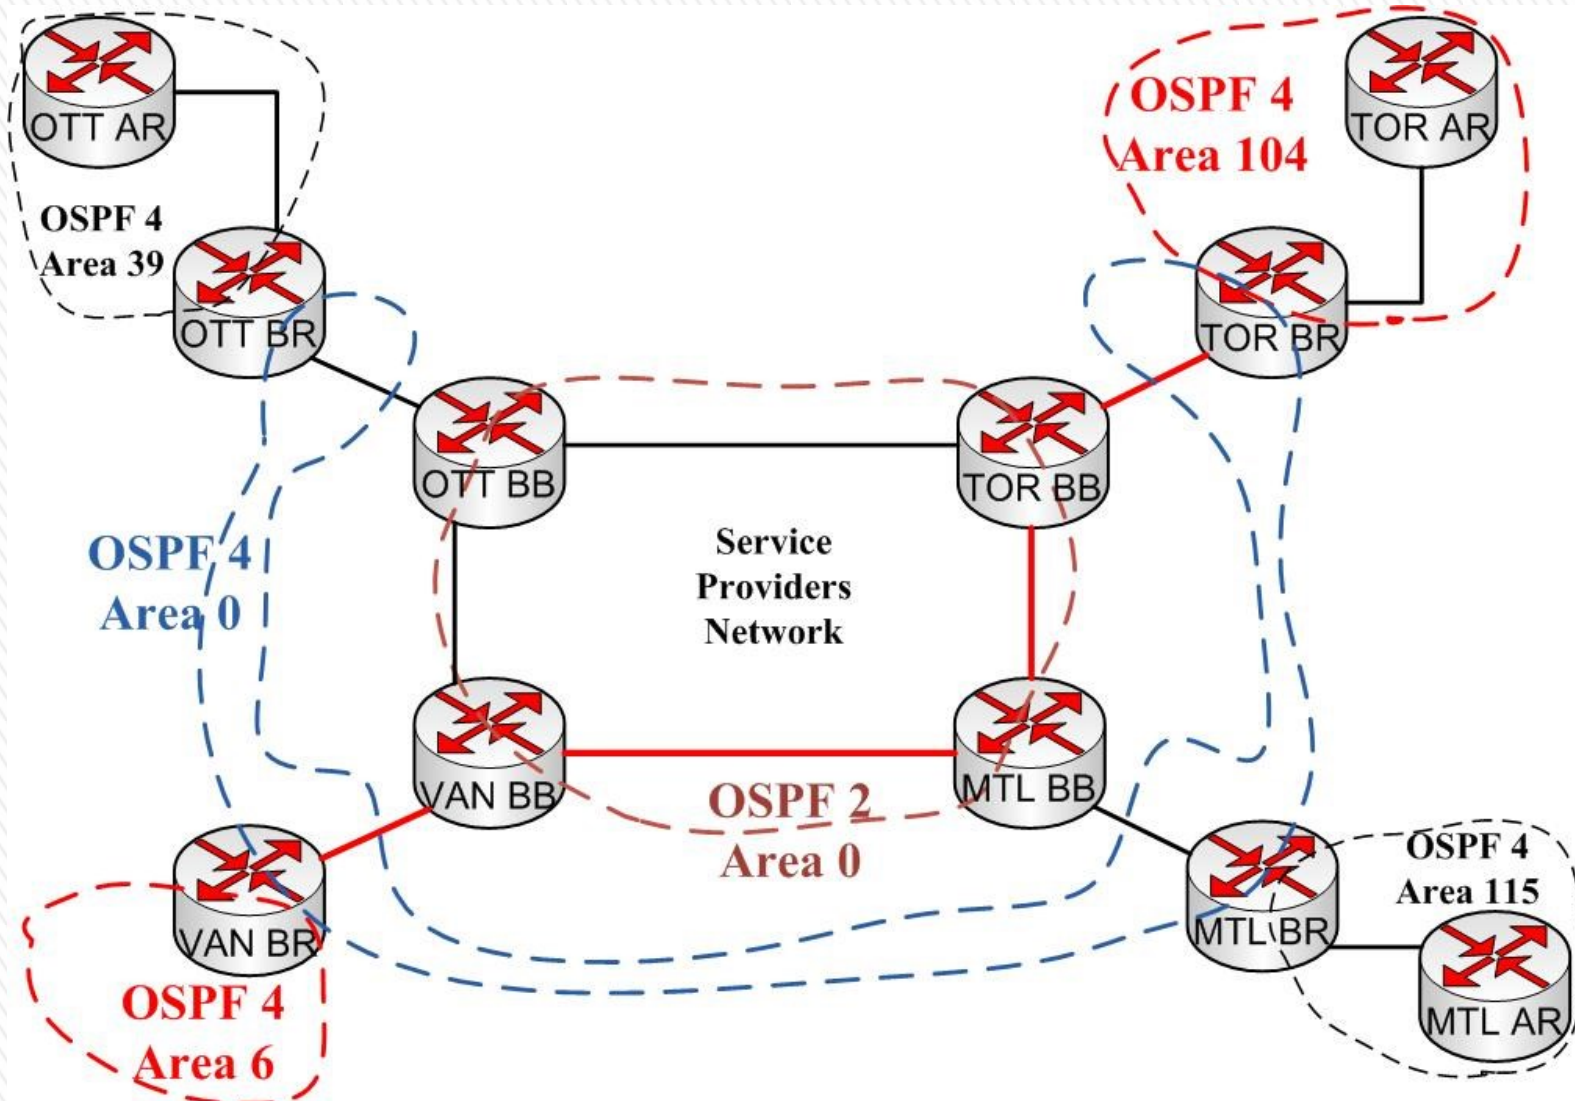 OTT AR
OSPF 4
Area 39
OTT BR
OSPF 4
Area 104
TOR AR
TOR BR
OTT BB
TOR BB
OSPF 4
Area 0
Service
Providers
Network
VAN BB
MTL BB
OSPF 2
Area 0
VAN BR
OSPF 4
Area 6
MTL BR
OSPF 4
Area 115
MTL AR